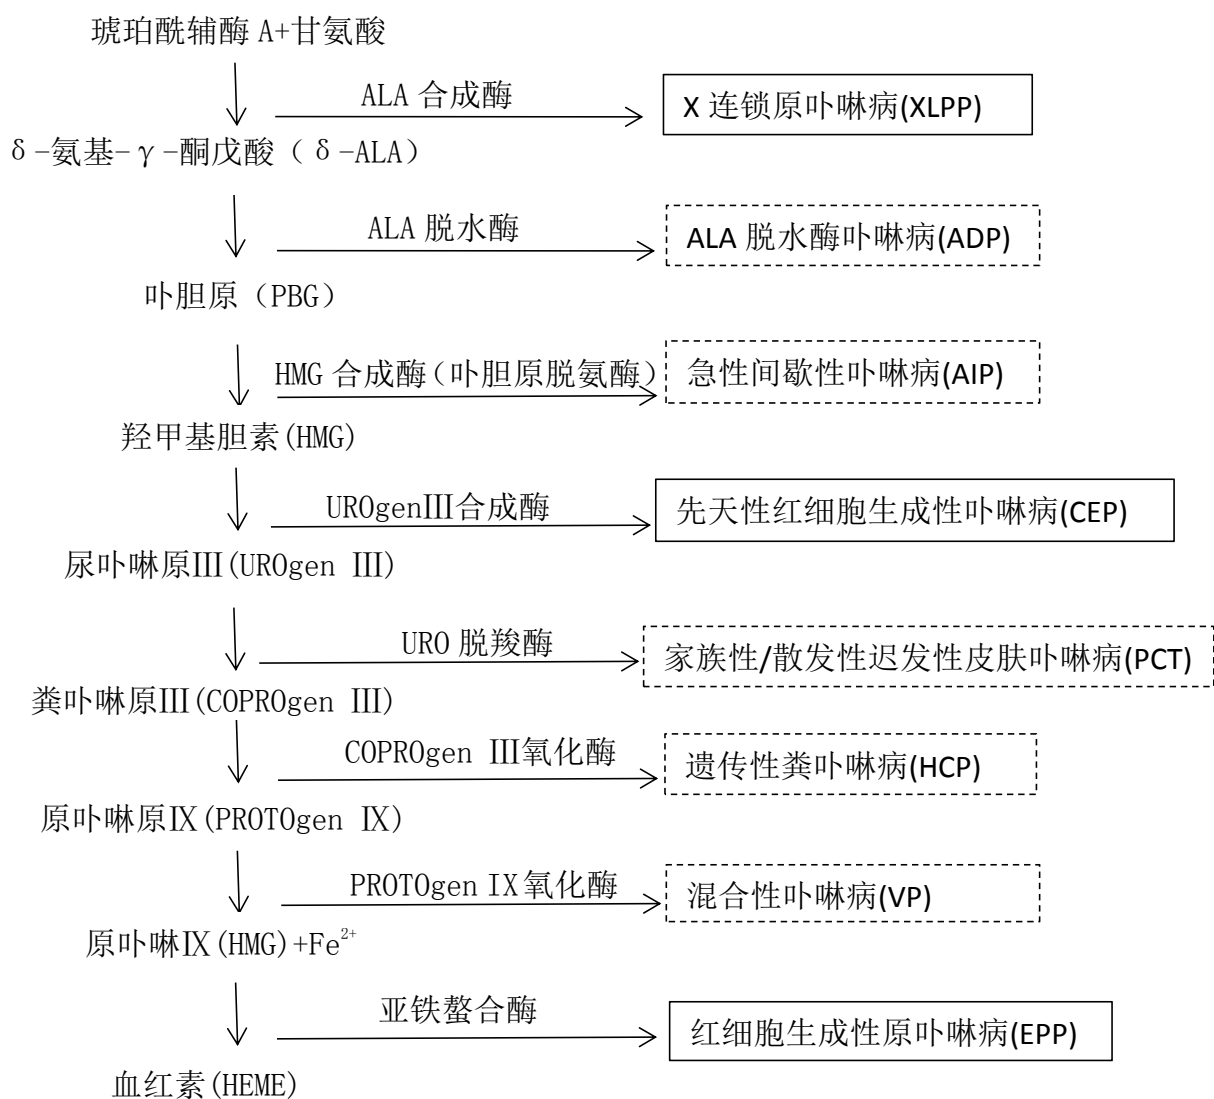 琥珀酰辅酶 A+甘氨酸
ALA 合成酶
X 连锁原卟啉病(XLPP)
δ-氨基-γ-酮戊酸（δ-ALA）
ALA 脱水酶
ALA 脱水酶卟啉病(ADP)
卟胆原（PBG）
HMG 合成酶(卟胆原脱氨酶)
急性间歇性卟啉病(AIP)
羟甲基胆素(HMG)
UROgenⅢ合成酶
先天性红细胞生成性卟啉病(CEP)
尿卟啉原Ⅲ(UROgen Ⅲ)
URO 脱羧酶
家族性/散发性迟发性皮肤卟啉病(PCT)
粪卟啉原Ⅲ(COPROgen Ⅲ)
COPROgen Ⅲ氧化酶
遗传性粪卟啉病(HCP)
原卟啉原Ⅸ(PROTOgen Ⅸ)
PROTOgen IX氧化酶
混合性卟啉病(VP)
原卟啉Ⅸ(HMG)+Fe²⁺
亚铁螯合酶
红细胞生成性原卟啉病(EPP)
血红素(HEME)